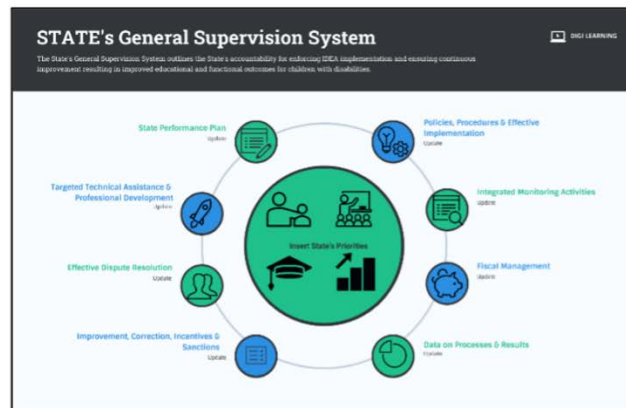 STATE's General Supervision System
DIGI LEARNING
The State's General Supervision System outlines the State's accountability for enforcing IDEA implementation and ensuring continuous
improvement resulting in improved educational and functional outcomes for children with disabilities.
State Performance Plan
Update
Policies, Procedures & Effective
Implementation
Update
Targeted Technical Assistance &
Professional Development
Update
Integrated Monitoring Activities
Update
Insert State's Priorities
Effective Dispute Resolution
Update
Fiscal Management
Update
Improvement, Correction, Incentives &
Sanctions
Update
Data on Processes & Results
Update